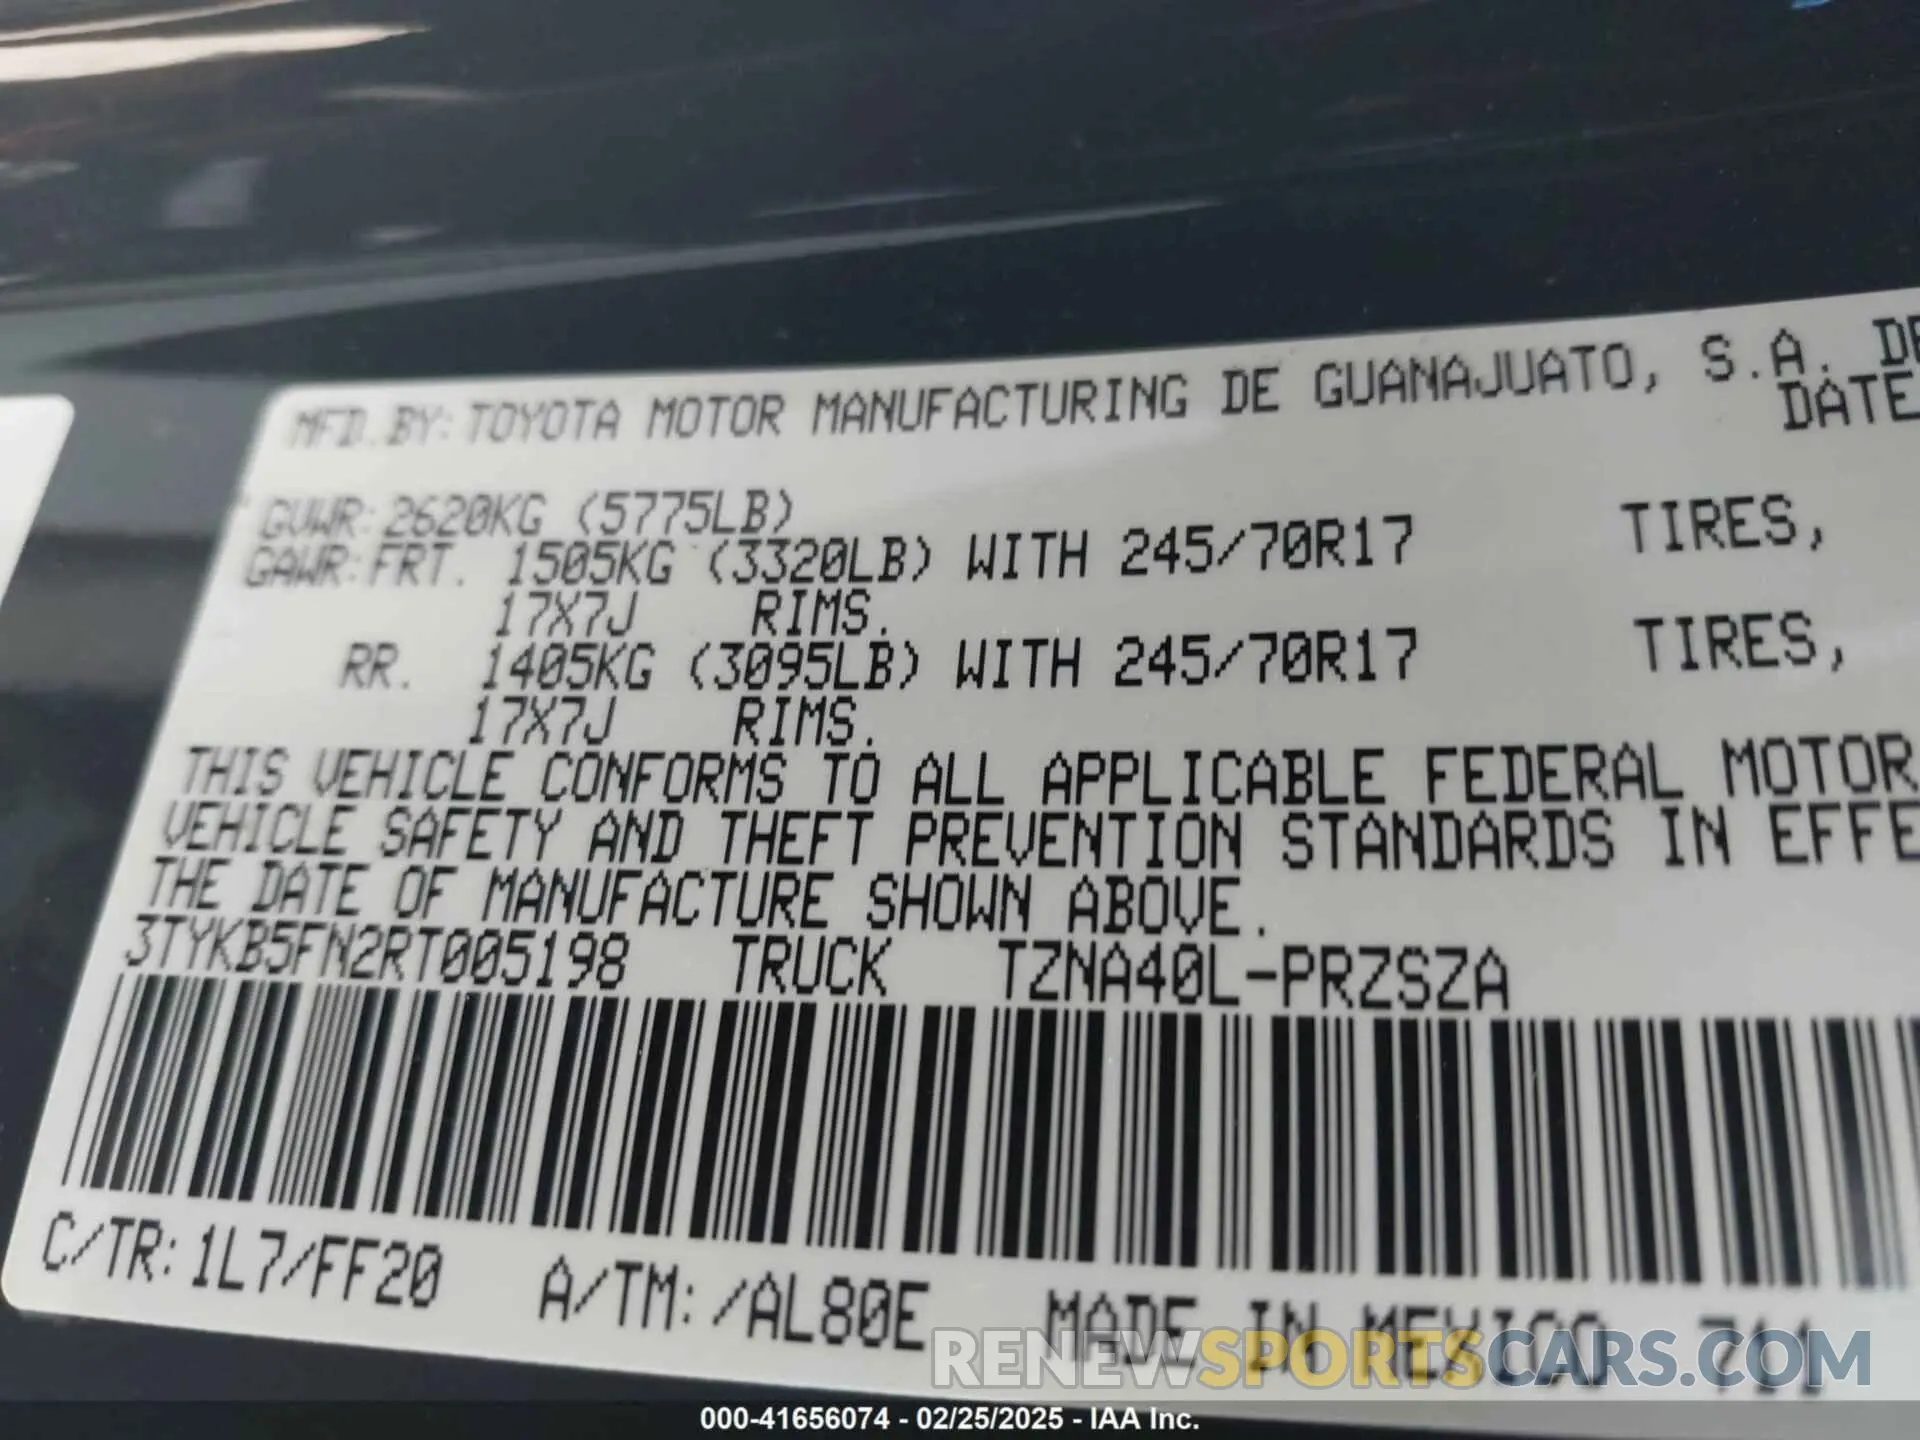 MFD. BY: TOYOTA MOTOR MANUFACTURING DE GUANAJUATO, S.A. DE
DATE
GVWR: 2620KG (5775LB)
GAWR: FRT. 1505KG (3320LB) WITH 245/70R17 TIRES,
17X7J RIMS.
RR. 1405KG (3095LB) WITH 245/70R17 TIRES,
17X7J RIMS.
THIS VEHICLE CONFORMS TO ALL APPLICABLE FEDERAL MOTOR
VEHICLE SAFETY AND THEFT PREVENTION STANDARDS IN EFFE
THE DATE OF MANUFACTURE SHOWN ABOVE.
3TYKB5FN2RT005198 TRUCK TZNA40L-PRZSZA
C/TR: 1L7/FF20 A/TM: /AL80E MADE IN MEXICO 711
RENEWSPORTSCARS.COM
000-41656074 - 02/25/2025 - IAA Inc.